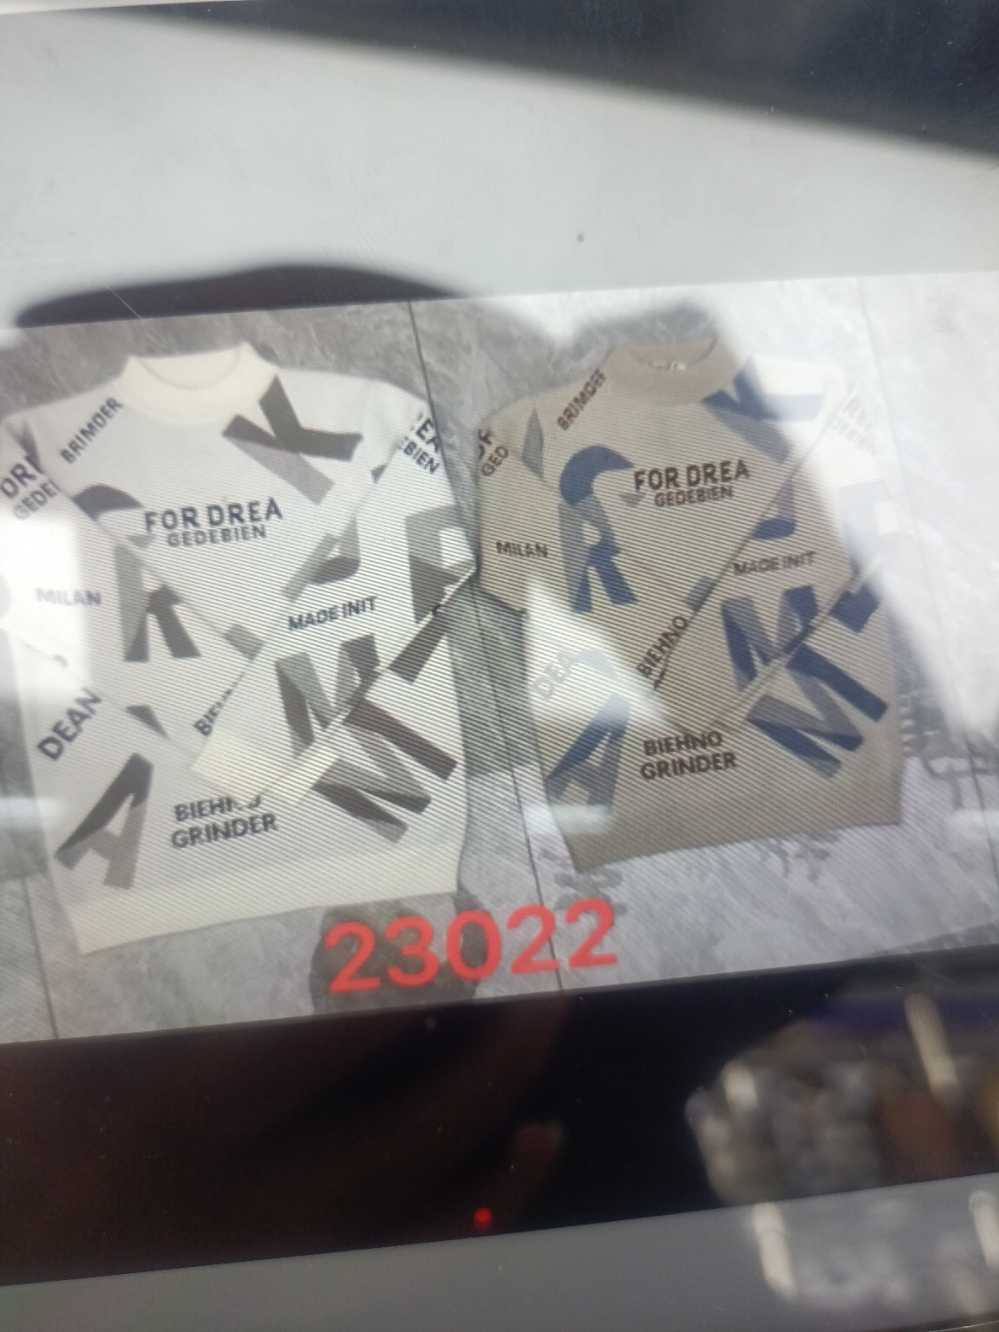 BRIMDER
K
FOR DREA
GEDEBIEN
R
MILAN
MADE INIT
DEAN
A
BIEHNO
GRINDER
M
BRIMDER
FOR DREA
GEDEBIEN
R
MILAN
MADE INIT
BIEHNO
DEA
M
A
BIEHNO
GRINDER
M
23022